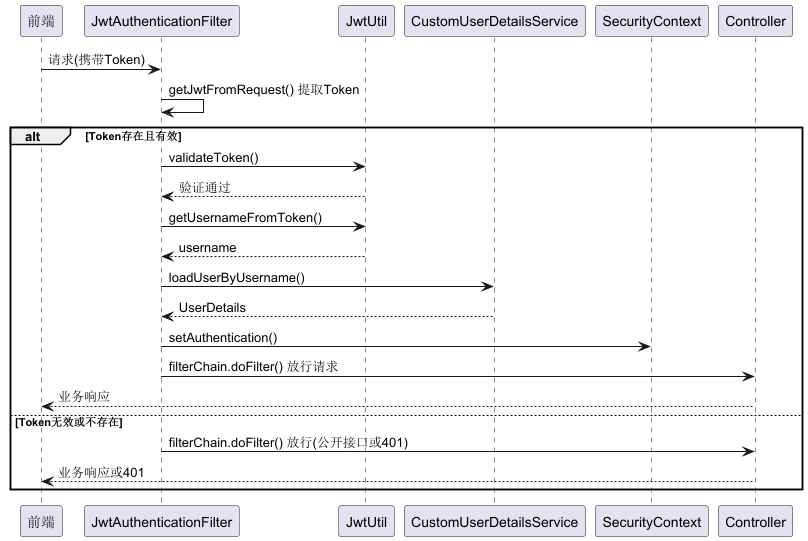 前端 JwtAuthenticationFilter JwtUtil CustomUserDetailsService SecurityContext Controller
请求(携带Token)
getJwtFromRequest() 提取Token
alt [Token存在且有效]
validateToken()
验证通过
getUsernameFromToken()
username
loadUserByUsername()
UserDetails
setAuthentication()
filterChain.doFilter() 放行请求
业务响应
[Token无效或不存在]
filterChain.doFilter() 放行(公开接口或401)
业务响应或401
前端 JwtAuthenticationFilter JwtUtil CustomUserDetailsService SecurityContext Controller